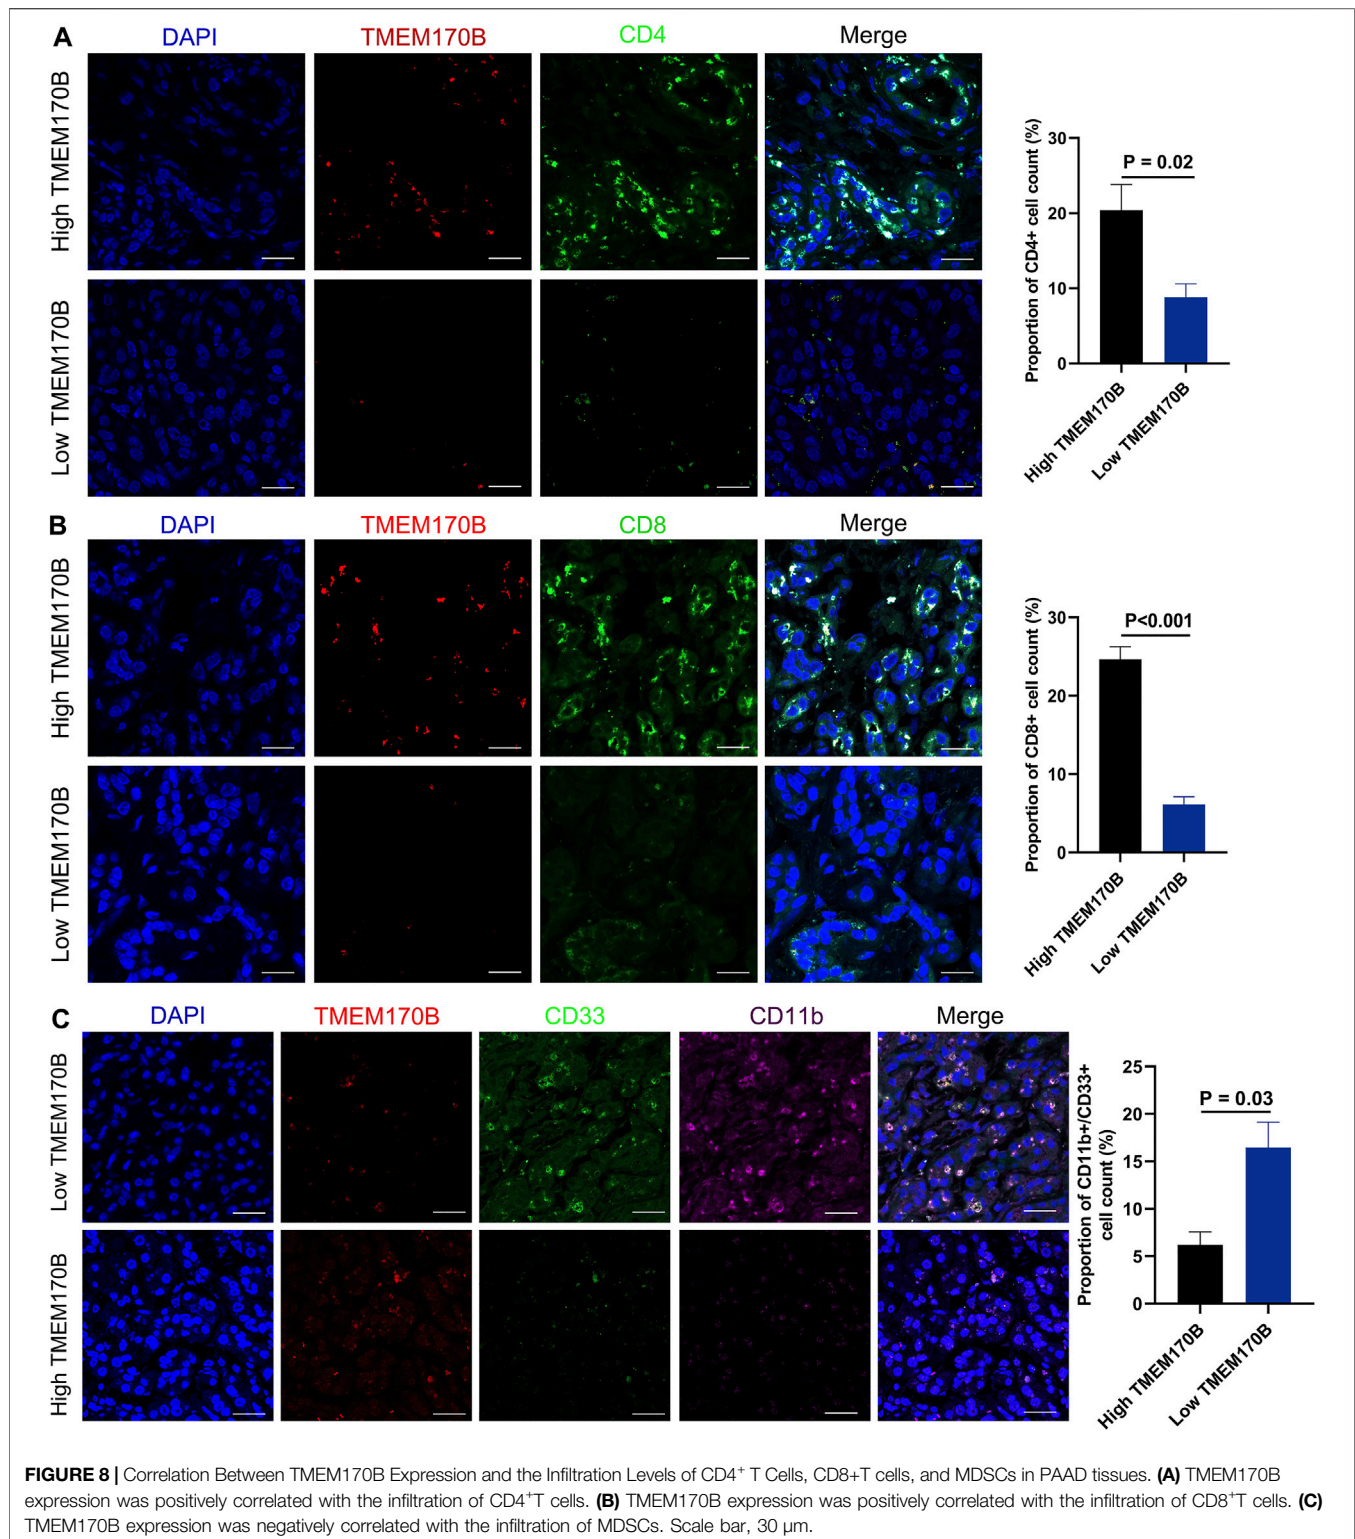 A
DAPI TMEM170B CD4 Merge
High TMEM170B
Low TMEM170B
Proportion of CD4+ cell count (%)
30
20
10
0
P = 0.02
High TMEM170B
Low TMEM170B
B
DAPI TMEM170B CD8 Merge
High TMEM170B
Low TMEM170B
Proportion of CD8+ cell count (%)
30
20
10
0
P<0.001
High TMEM170B
Low TMEM170B
C
DAPI TMEM170B CD33 CD11b Merge
Low TMEM170B
High TMEM170B
Proportion of CD11b+/CD33+
cell count (%)
25
20
15
10
5
0
P = 0.03
High TMEM170B
Low TMEM170B
FIGURE 8 | Correlation Between TMEM170B Expression and the Infiltration Levels of CD4⁺ T Cells, CD8+T cells, and MDSCs in PAAD tissues. (A) TMEM170B
expression was positively correlated with the infiltration of CD4⁺T cells. (B) TMEM170B expression was positively correlated with the infiltration of CD8⁺T cells. (C)
TMEM170B expression was negatively correlated with the infiltration of MDSCs. Scale bar, 30 μm.